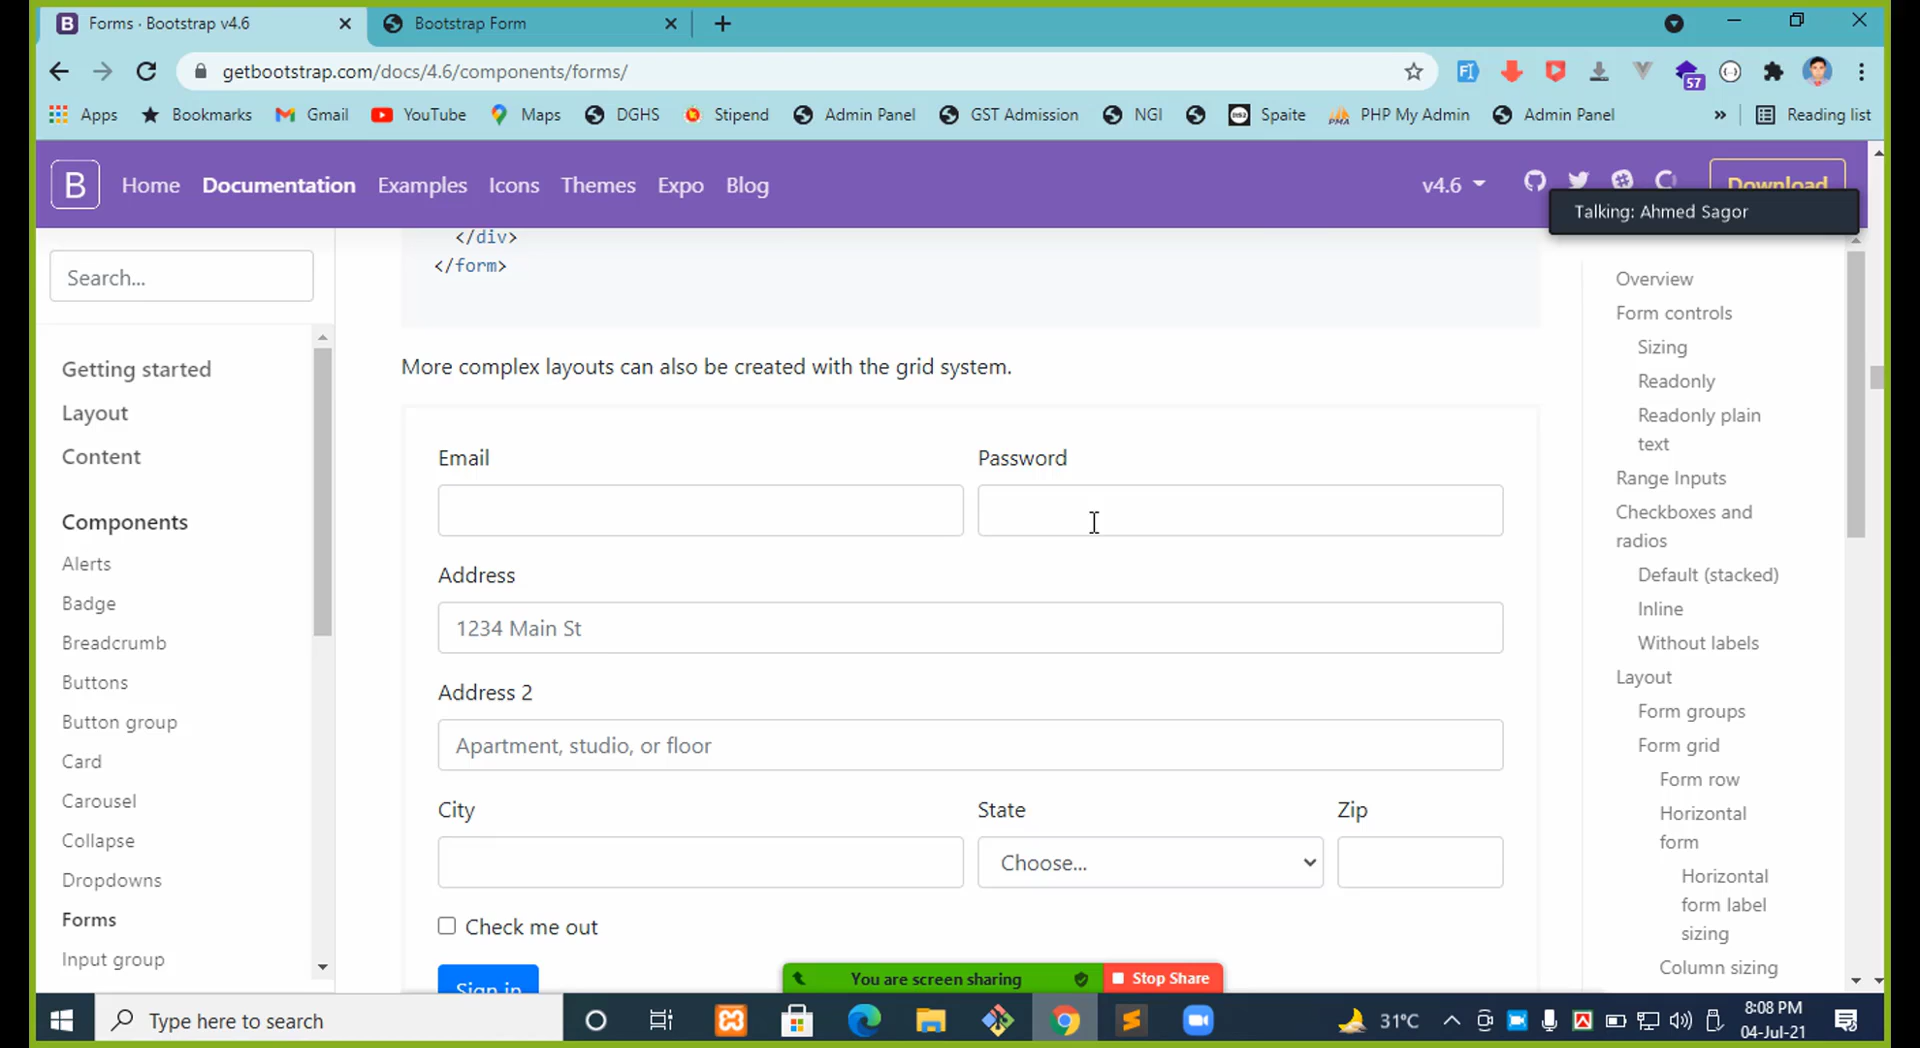 Forms · Bootstrap v4.6
Bootstrap Form
getbootstrap.com/docs/4.6/components/forms/
57
Apps
Bookmarks
Gmail
YouTube
Maps
DGHS
Stipend
Admin Panel
GST Admission
NGI
Spaite
PHP My Admin
Admin Panel
»
Reading list
B
Home
Documentation
Examples
Icons
Themes
Expo
Blog
v4.6
Download
Talking: Ahmed Sagor
Search...
Getting started
Layout
Content
Components
Alerts
Badge
Breadcrumb
Buttons
Button group
Card
Carousel
Collapse
Dropdowns
Forms
Input group
</div>
</form>
More complex layouts can also be created with the grid system.
Email
Password
Address
1234 Main St
Address 2
Apartment, studio, or floor
City
State
Zip
Choose...
Check me out
Sign in
Overview
Form controls
Sizing
Readonly
Readonly plain
text
Range Inputs
Checkboxes and
radios
Default (stacked)
Inline
Without labels
Layout
Form groups
Form grid
Form row
Horizontal
form
Horizontal
form label
sizing
Column sizing
You are screen sharing
Stop Share
Type here to search
31°C
8:08 PM
04-Jul-21